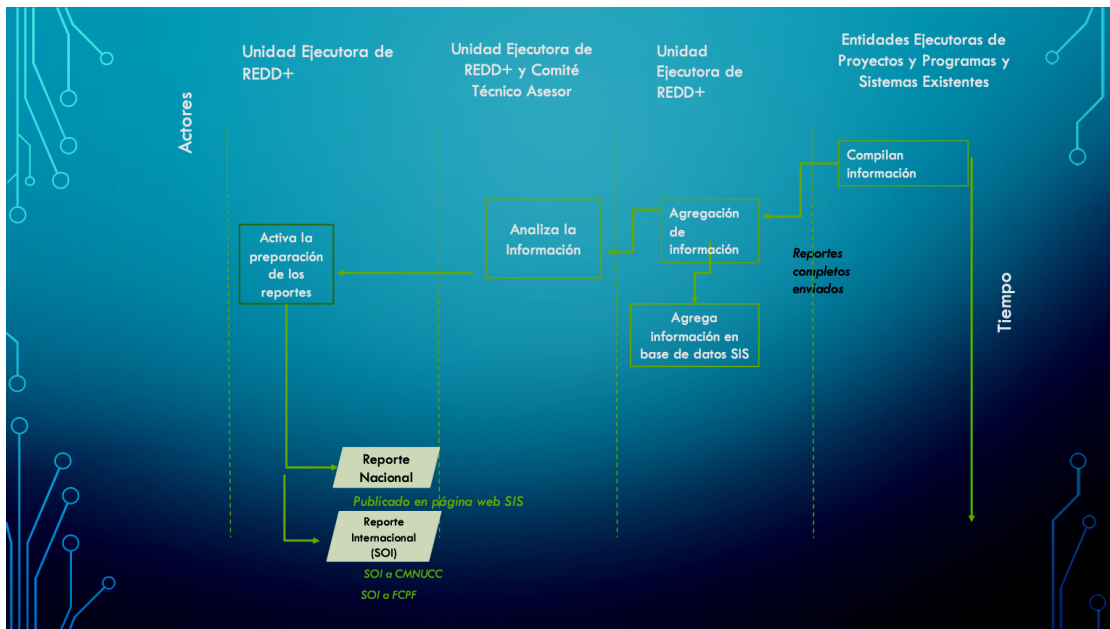 Unidad Ejecutora de
REDD+
Unidad Ejecutora de
REDD+ y Comité
Técnico Asesor
Unidad
Ejecutora de
REDD+
Entidades Ejecutoras de
Proyectos y Programas y
Sistemas Existentes
Actores
Compilan
información
Agregación
de
información
Analiza la
Información
Activa la
preparación
de los
reportes
Reportes
completos
enviados
Tiempo
Agrega
información en
base de datos SIS
Reporte
Nacional
Publicado en página web SIS
Reporte
Internacional
(SOI)
SOI a CMNUCC
SOI a FCPF